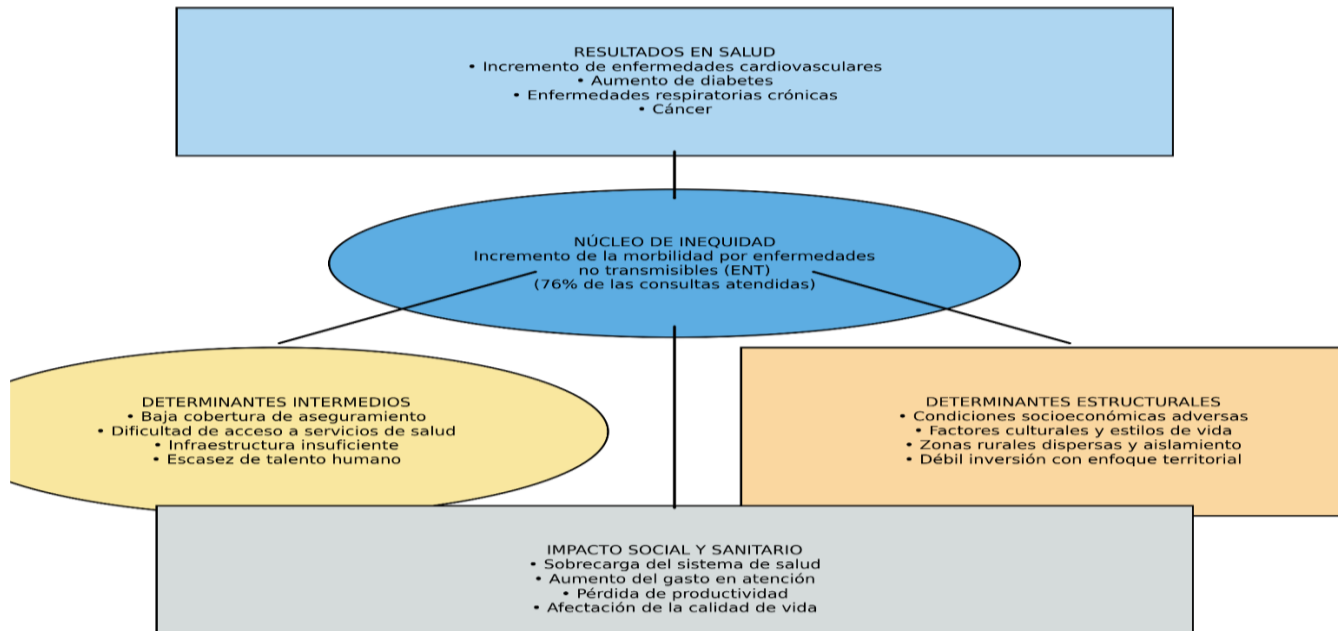 RESULTADOS EN SALUD
• Incremento de enfermedades cardiovasculares
• Aumento de diabetes
• Enfermedades respiratorias crónicas
• Cáncer
NÚCLEO DE INEQUIDAD
Incremento de la morbilidad por enfermedades
no transmisibles (ENT)
(76% de las consultas atendidas)
DETERMINANTES INTERMEDIOS
• Baja cobertura de aseguramiento
• Dificultad de acceso a servicios de salud
• Infraestructura insuficiente
• Escasez de talento humano
DETERMINANTES ESTRUCTURALES
• Condiciones socioeconómicas adversas
• Factores culturales y estilos de vida
• Zonas rurales dispersas y aislamiento
• Débil inversión con enfoque territorial
IMPACTO SOCIAL Y SANITARIO
• Sobrecarga del sistema de salud
• Aumento del gasto en atención
• Pérdida de productividad
• Afectación de la calidad de vida